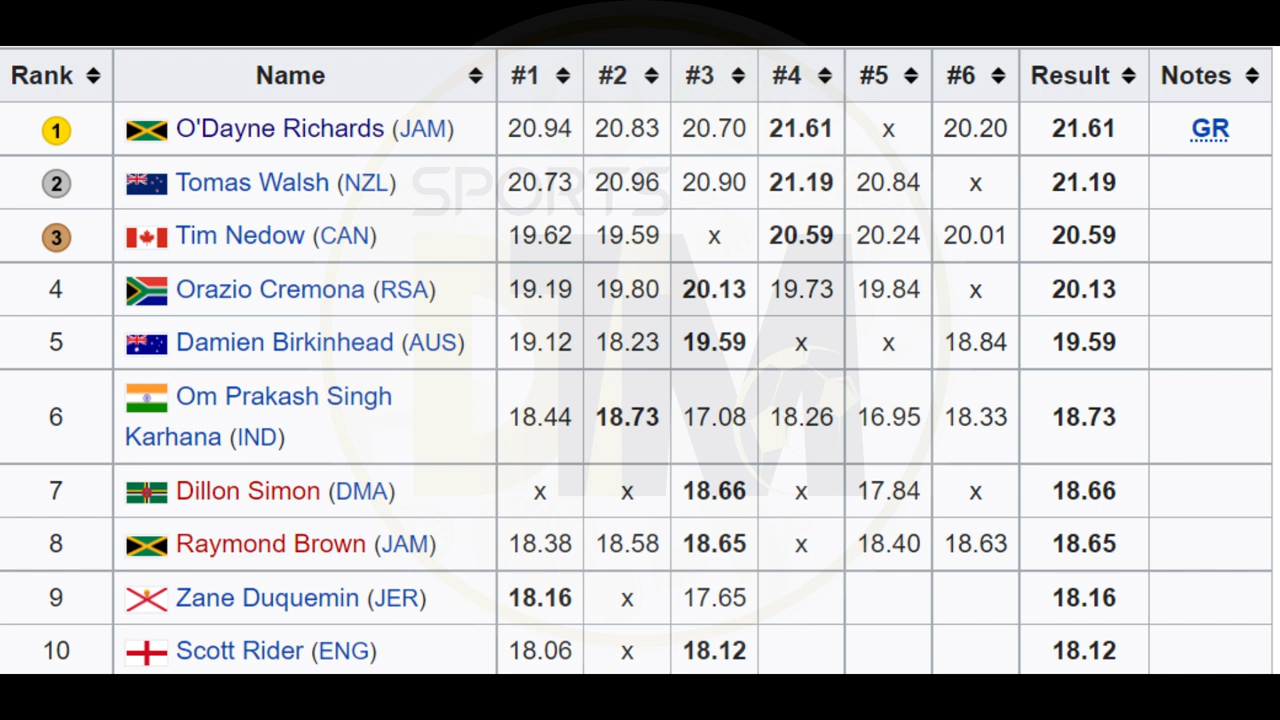 Rank Name #1 #2 #3 #4 #5 #6 Result Notes
1 O'Dayne Richards (JAM) 20.94 20.83 20.70 21.61 x 20.20 21.61 GR
2 Tomas Walsh (NZL) 20.73 20.96 20.90 21.19 20.84 x 21.19
3 Tim Nedow (CAN) 19.62 19.59 x 20.59 20.24 20.01 20.59
4 Orazio Cremona (RSA) 19.19 19.80 20.13 19.73 19.84 x 20.13
5 Damien Birkinhead (AUS) 19.12 18.23 19.59 x x 18.84 19.59
6 Om Prakash Singh
Karhana (IND) 18.44 18.73 17.08 18.26 16.95 18.33 18.73
7 Dillon Simon (DMA) x x 18.66 x 17.84 x 18.66
8 Raymond Brown (JAM) 18.38 18.58 18.65 x 18.40 18.63 18.65
9 Zane Duquemin (JER) 18.16 x 17.65 18.16
10 Scott Rider (ENG) 18.06 x 18.12 18.12
SPORTS
DTM